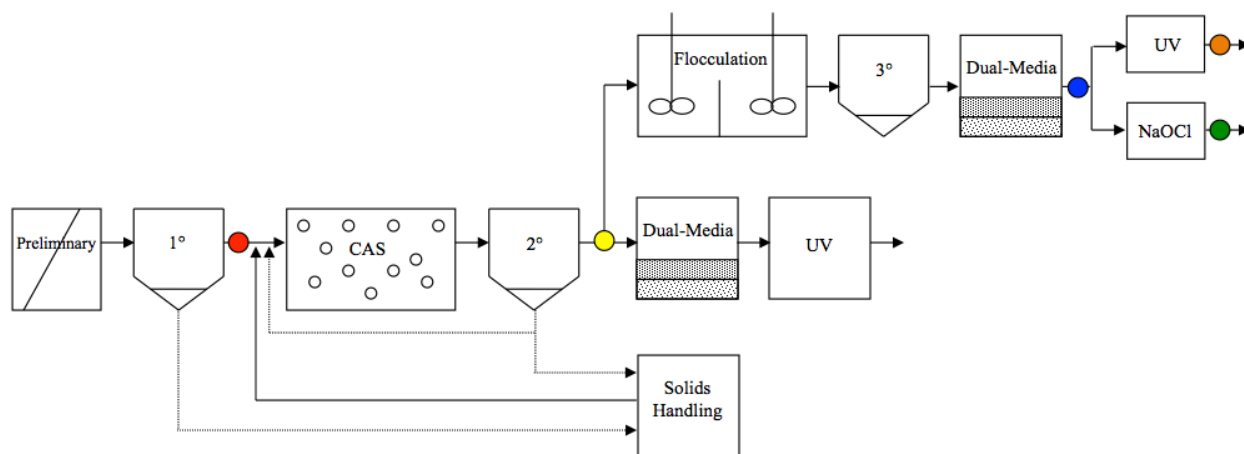 Flocculation
3°
Dual-Media
UV
NaOCl
Preliminary
1°
CAS
2°
Dual-Media
UV
Solids
Handling